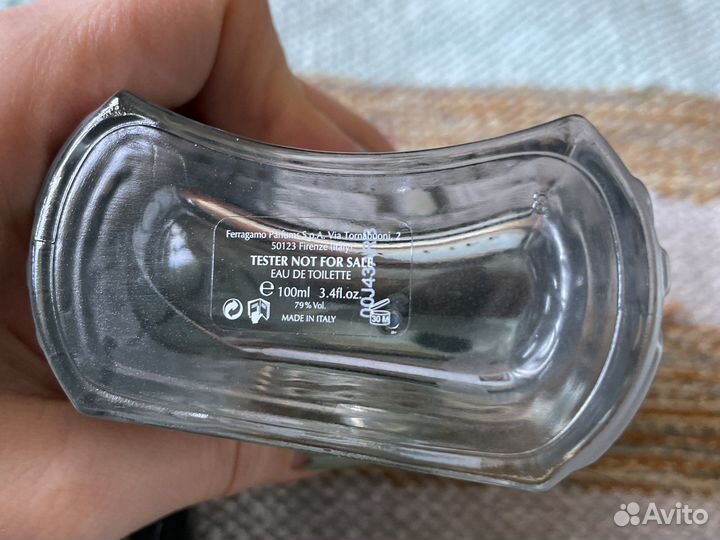 Ferragamo Parfums S.p.A. Via Tornabuoni, 2
50123 Firenze (Italy)
TESTER NOT FOR SALE
EAU DE TOILETTE
℮ 100ml 3.4fl.oz.
79% Vol.
MADE IN ITALY
30 M
Avito